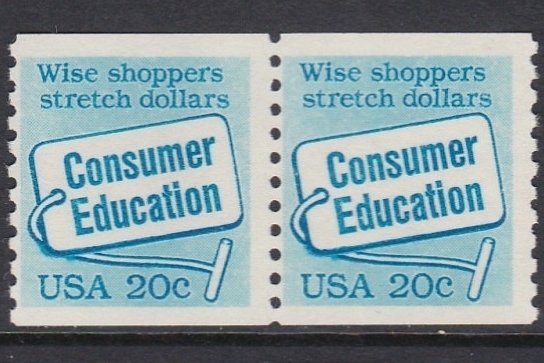 Wise shoppers
stretch dollars
Consumer
Education
USA 20c
Wise shoppers
stretch dollars
Consumer
Education
USA 20c